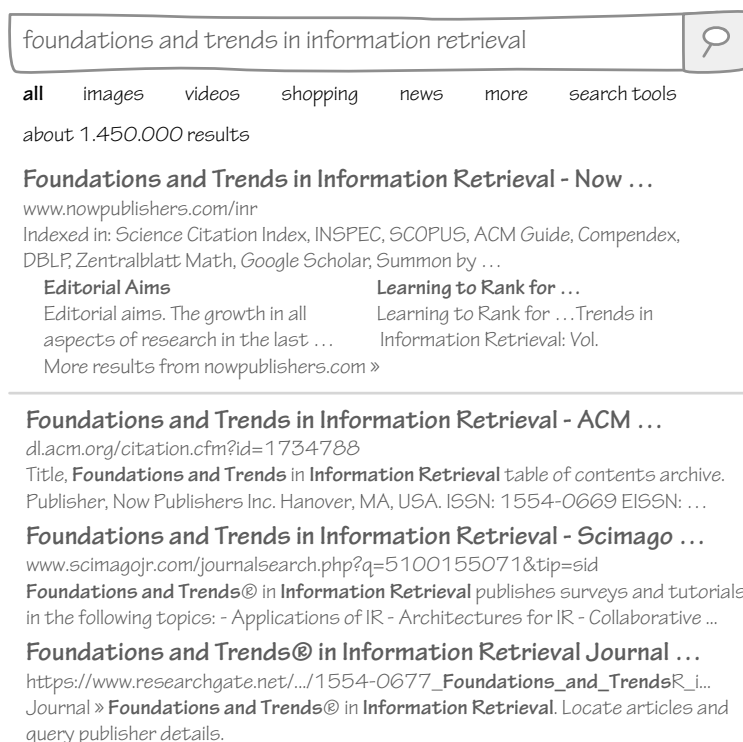 foundations and trends in information retrieval
all images videos shopping news more search tools
about 1.450.000 results
Foundations and Trends in Information Retrieval - Now ...
www.nowpublishers.com/inr
Indexed in: Science Citation Index, INSPEC, SCOPUS, ACM Guide, Compendex,
DBLP, Zentralblatt Math, Google Scholar, Summon by ...
Editorial Aims
Editorial aims. The growth in all
aspects of research in the last ...
Learning to Rank for ...
Learning to Rank for ...Trends in
Information Retrieval: Vol.
More results from nowpublishers.com »
Foundations and Trends in Information Retrieval - ACM ...
dl.acm.org/citation.cfm?id=1734788
Title, Foundations and Trends in Information Retrieval table of contents archive.
Publisher, Now Publishers Inc. Hanover, MA, USA. ISSN: 1554-0669 EISSN: ...
Foundations and Trends in Information Retrieval - Scimago ...
www.scimagojr.com/journalsearch.php?q=5100155071&tip=sid
Foundations and Trends® in Information Retrieval publishes surveys and tutorials
in the following topics: - Applications of IR - Architectures for IR - Collaborative ...
Foundations and Trends® in Information Retrieval Journal ...
https://www.researchgate.net/.../1554-0677_Foundations_and_TrendsR_i...
Journal » Foundations and Trends® in Information Retrieval. Locate articles and
query publisher details.